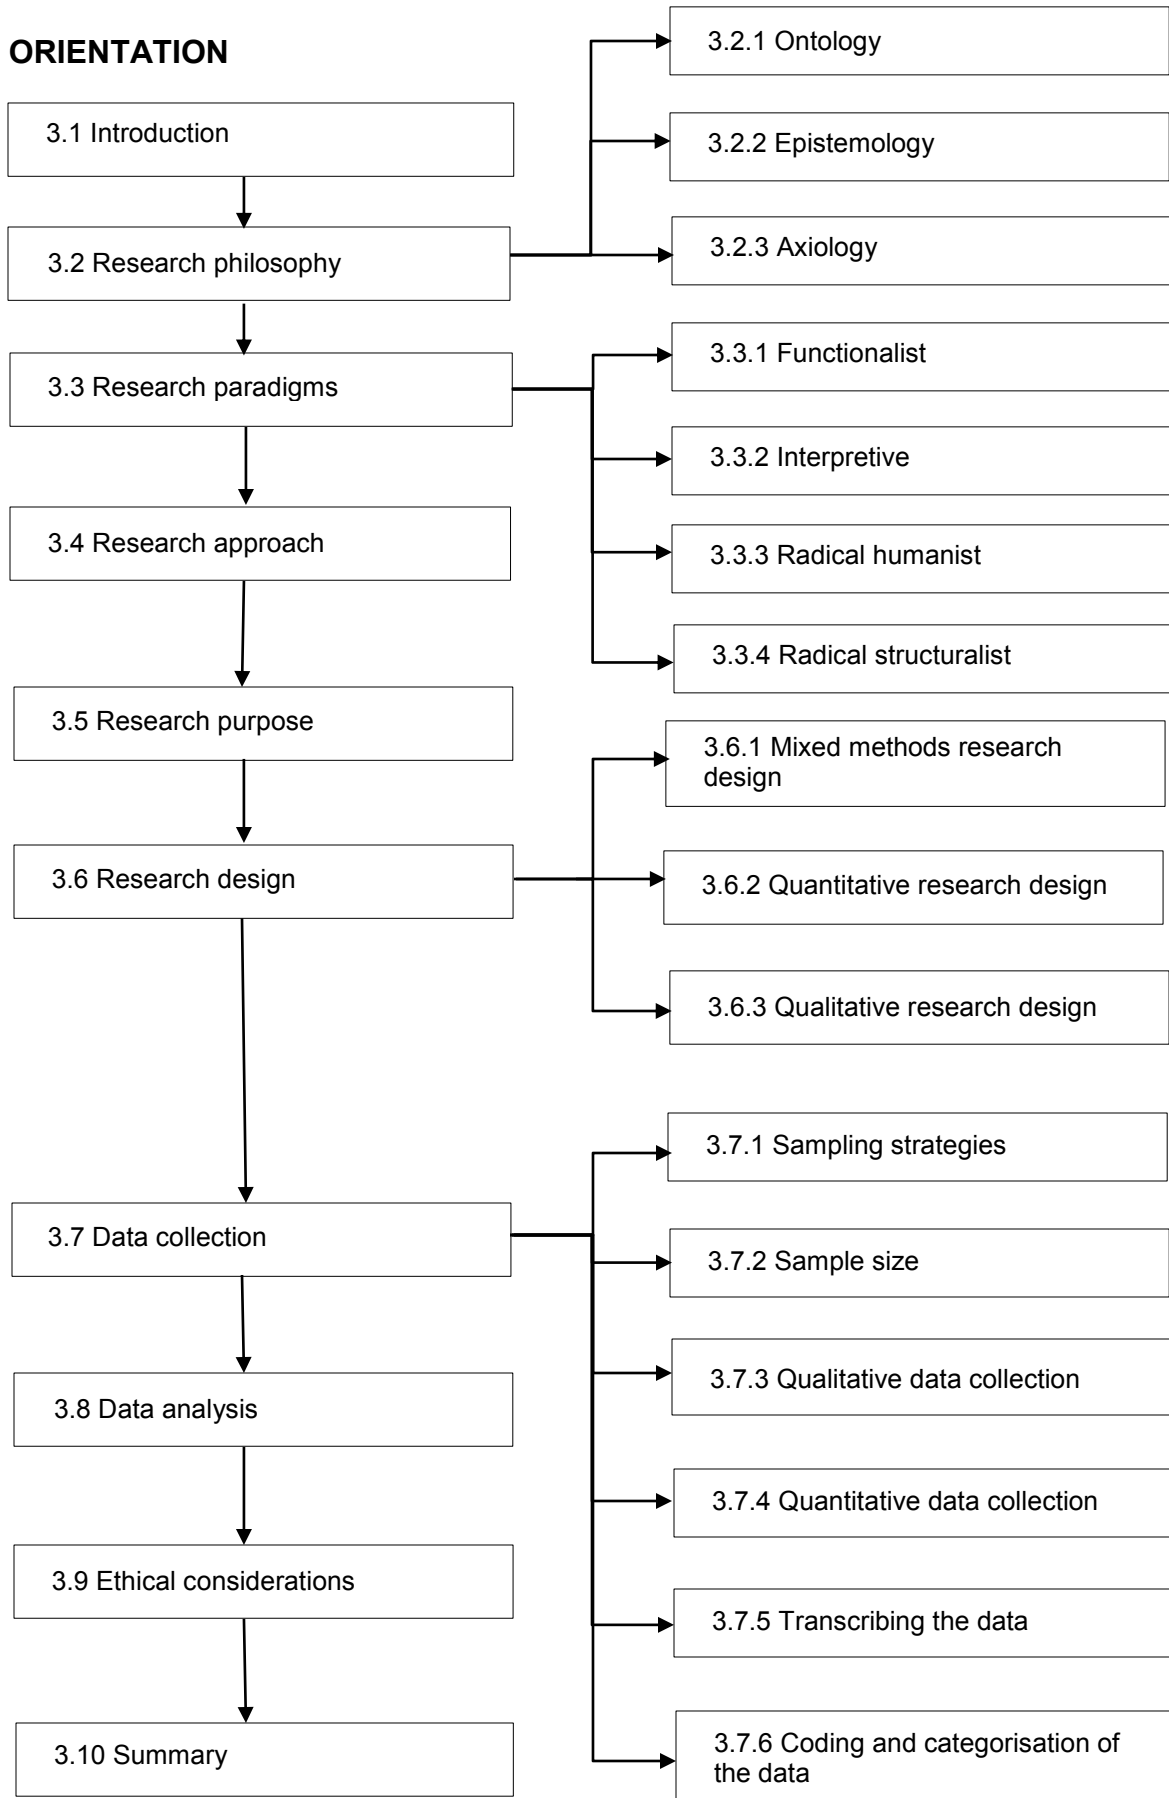 ORIENTATION
3.1 Introduction
3.2 Research philosophy
3.2.1 Ontology
3.2.2 Epistemology
3.2.3 Axiology
3.3 Research paradigms
3.3.1 Functionalist
3.3.2 Interpretive
3.3.3 Radical humanist
3.3.4 Radical structuralist
3.4 Research approach
3.5 Research purpose
3.6 Research design
3.6.1 Mixed methods research
design
3.6.2 Quantitative research design
3.6.3 Qualitative research design
3.7 Data collection
3.7.1 Sampling strategies
3.7.2 Sample size
3.7.3 Qualitative data collection
3.7.4 Quantitative data collection
3.7.5 Transcribing the data
3.7.6 Coding and categorisation of
the data
3.8 Data analysis
3.9 Ethical considerations
3.10 Summary